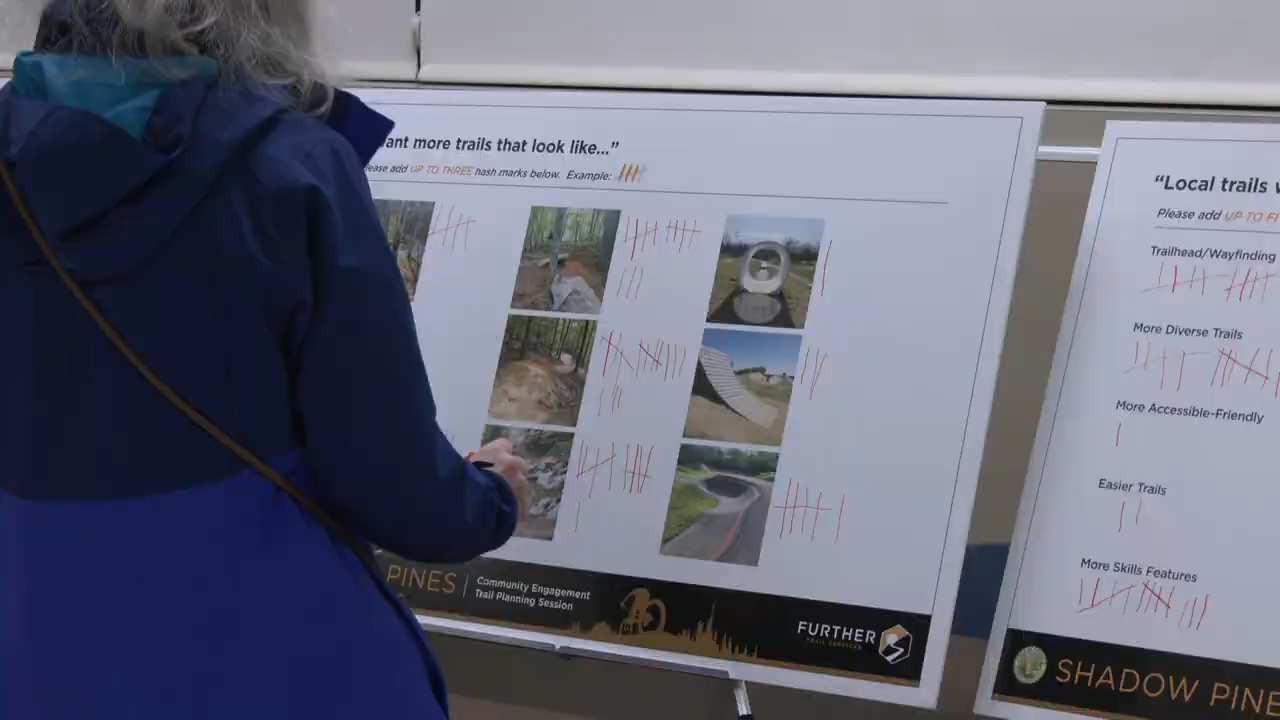 ant more trails that look like..."
ease add UP TO THREE hash marks below. Example:
PINES
Community Engagement
Trail Planning Session
FURTHER
TRAIL SERVICES
"Local trails
Please add UP TO
Trailhead/Wayfinding
More Diverse Trails
More Accessible-Friendly
Easier Trails
More Skills Features
SHADOW PINE